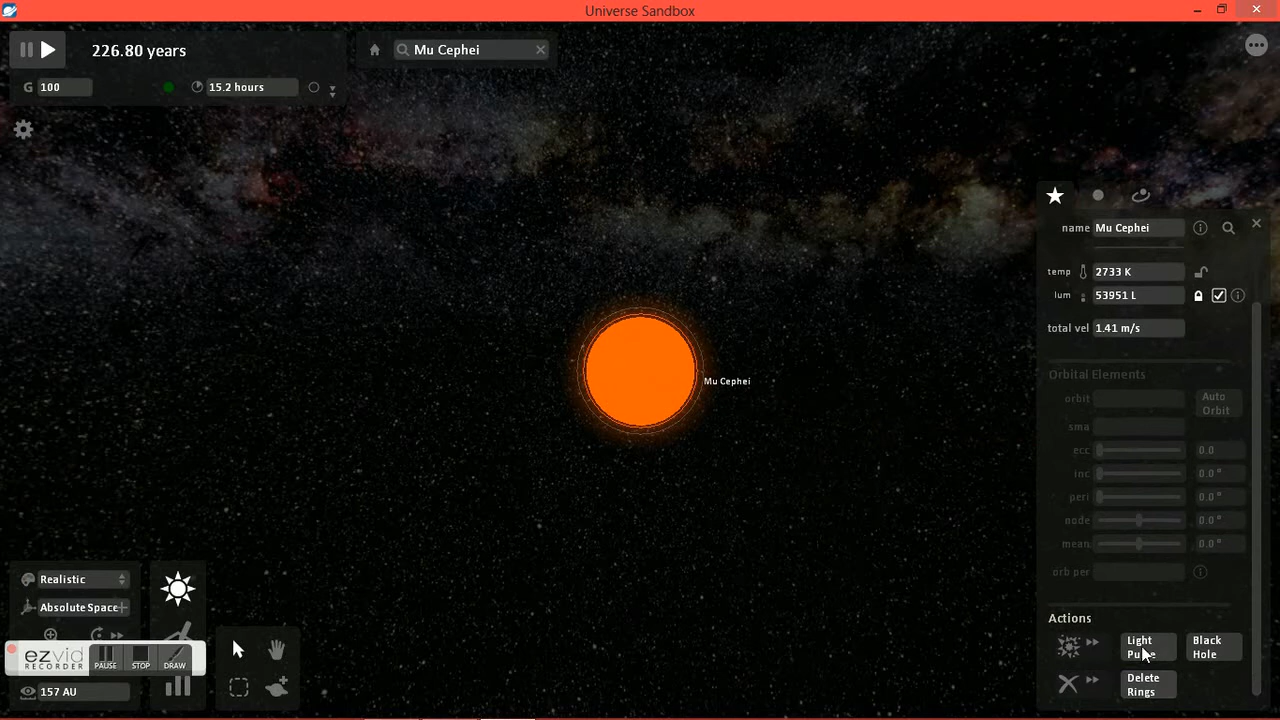 Universe Sandbox
226.80 years
Mu Cephei
G 100
15.2 hours
name Mu Cephei
temp 2733 K
lum 53951 L
total vel 1.41 m/s
Mu Cephei
Orbital Elements
orbit
Auto Orbit
sma
ecc 0.0
inc 0.0°
peri 0.0°
node 0.0°
mean 0.0°
orb per
Actions
Light
Black Hole
Delete Rings
Realistic
Absolute Space
ezvid
RECORDER
PAUSE STOP DRAW
157 AU